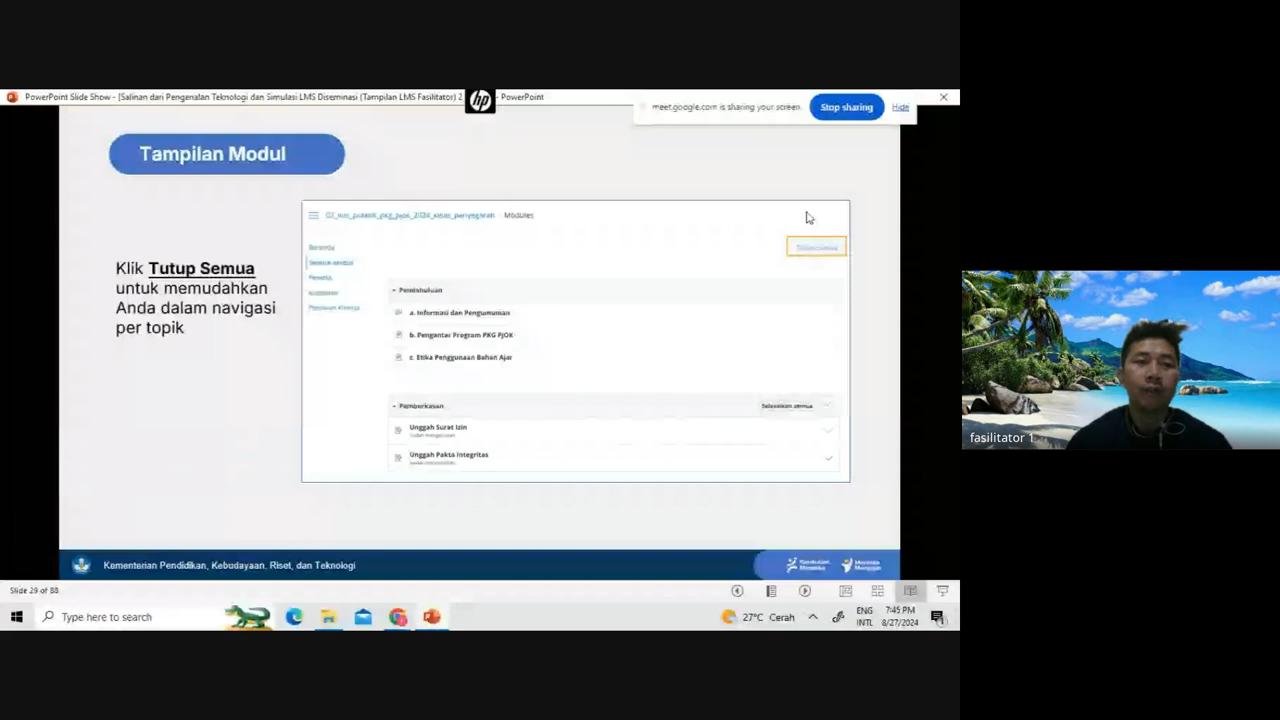 PowerPoint Slide Show - [Salinan dari Pengenalan Teknologi dan Simulasi LMS Diseminasi (Tampilan LMS Fasilitator) 2
hp
- PowerPoint
meet.google.com is sharing your screen.
Stop sharing
Hide
Tampilan Modul
Klik Tutup Semua
untuk memudahkan
Anda dalam navigasi
per topik
Modules
Beranda
Pendahuluan
a. Informasi dan Pengumuman
b. Pengantar Program PKG PJOK
c. Etika Penggunaan Bahan Ajar
Pemberkasan
Selesaikan semua
Unggah Surat Izin
Unggah Pakta Integritas
Kementerian Pendidikan, Kebudayaan, Riset, dan Teknologi
Slide 29 of 88
Type here to search
27°C Cerah
ENG
INTL
7:45 PM
8/27/2024
fasilitator 1